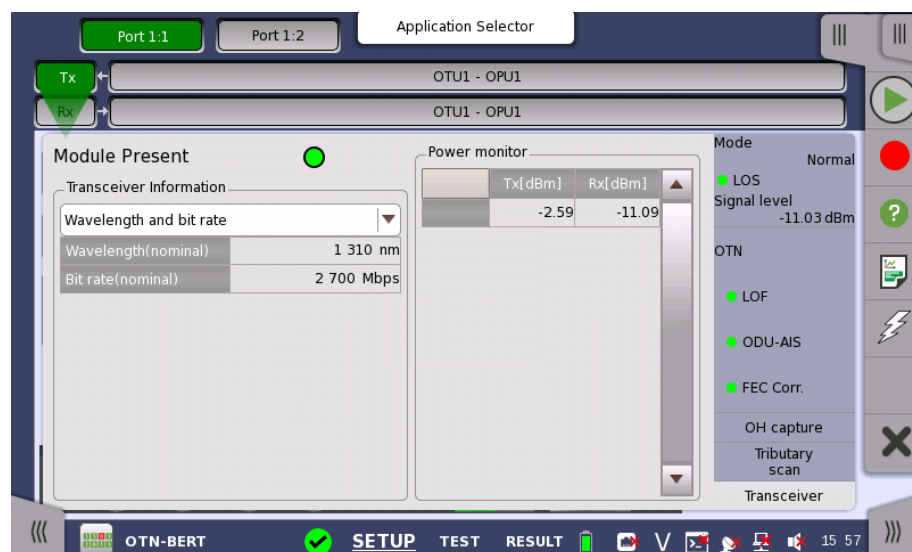 Port 1:1
Port 1:2
Application Selector
Tx
OTU1 - OPU1
Rx
OTU1 - OPU1
Module Present
Transceiver Information
Wavelength and bit rate
Wavelength(nominal) 1 310 nm
Bit rate(nominal) 2 700 Mbps
Power monitor
Tx[dBm] Rx[dBm]
-2.59 -11.09
Mode
Normal
LOS
Signal level
-11.03 dBm
OTN
LOF
ODU-AIS
FEC Corr.
OH capture
Tributary
scan
Transceiver
OTN-BERT SETUP TEST RESULT V 15 57